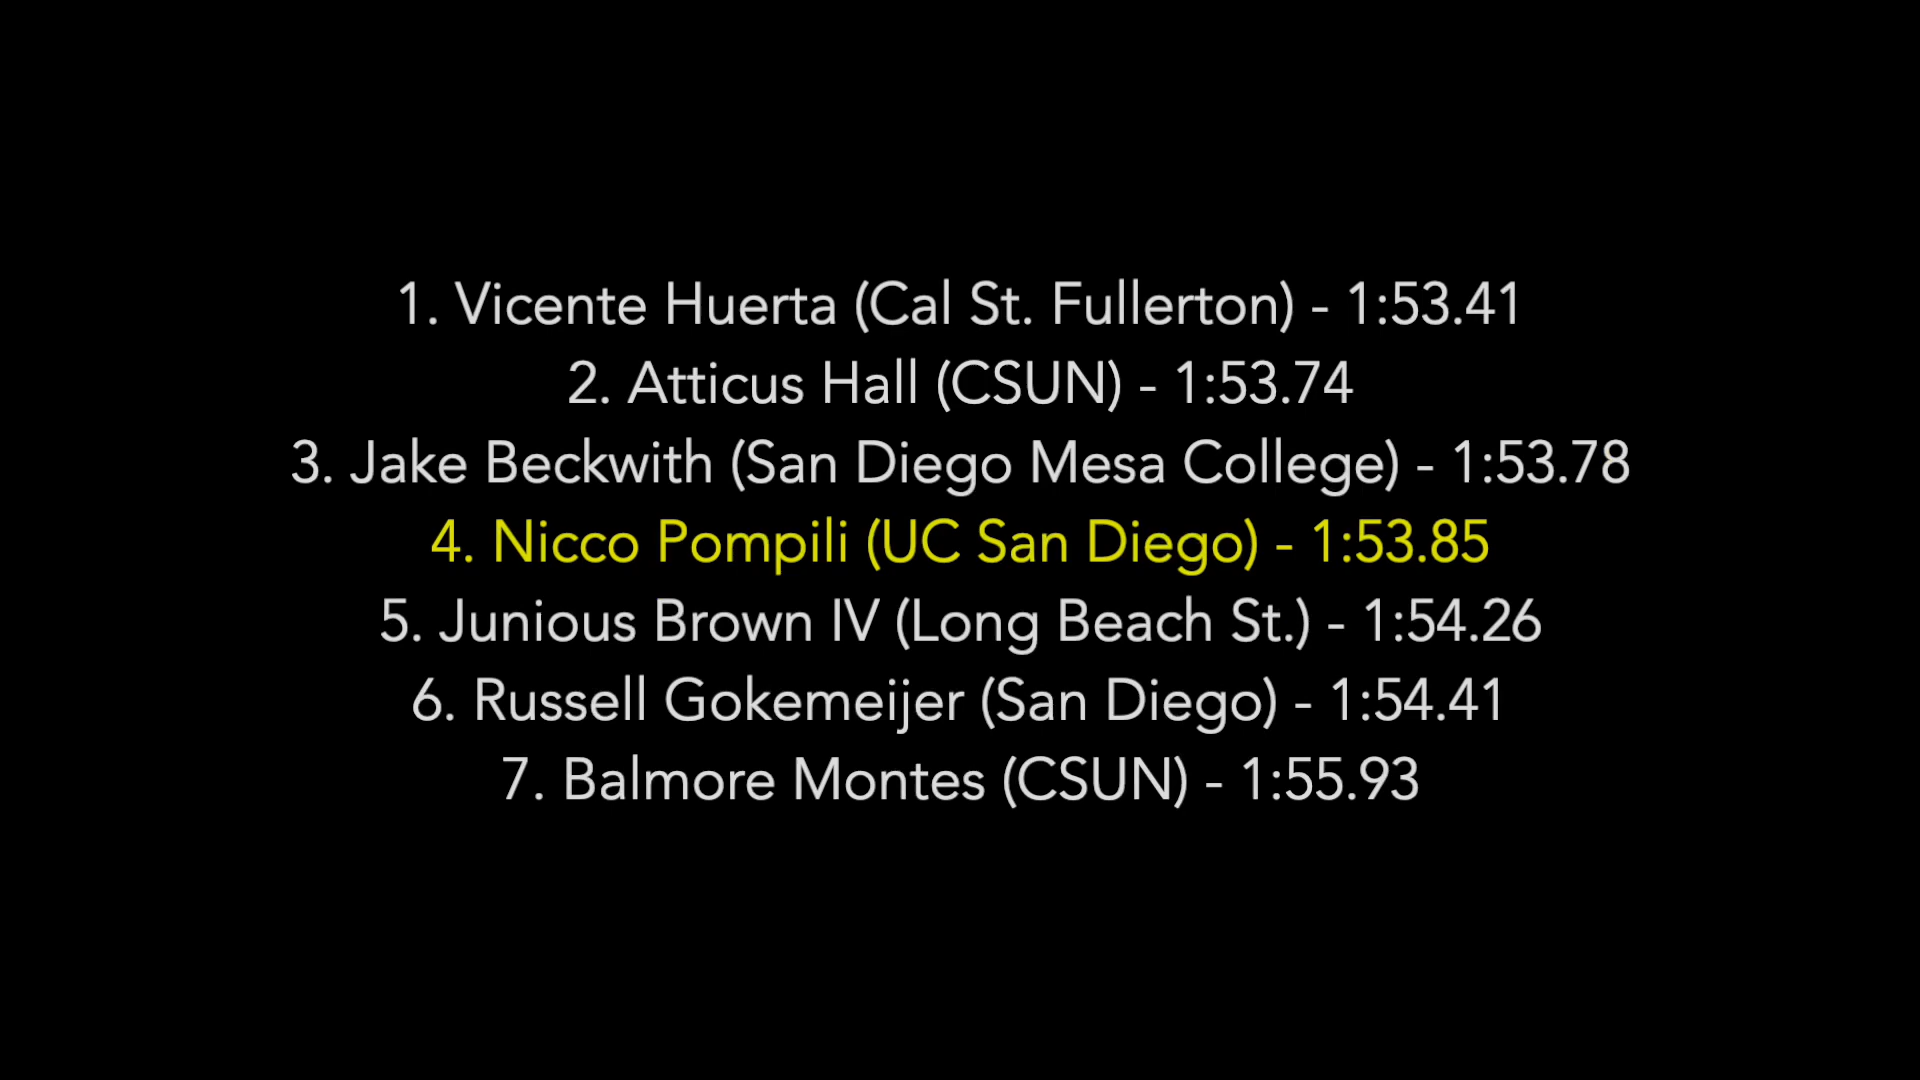 1. Vicente Huerta (Cal St. Fullerton) - 1:53.41
2. Atticus Hall (CSUN) - 1:53.74
3. Jake Beckwith (San Diego Mesa College) - 1:53.78
4. Nicco Pompili (UC San Diego) - 1:53.85
5. Junious Brown IV (Long Beach St.) - 1:54.26
6. Russell Gokemeijer (San Diego) - 1:54.41
7. Balmore Montes (CSUN) - 1:55.93